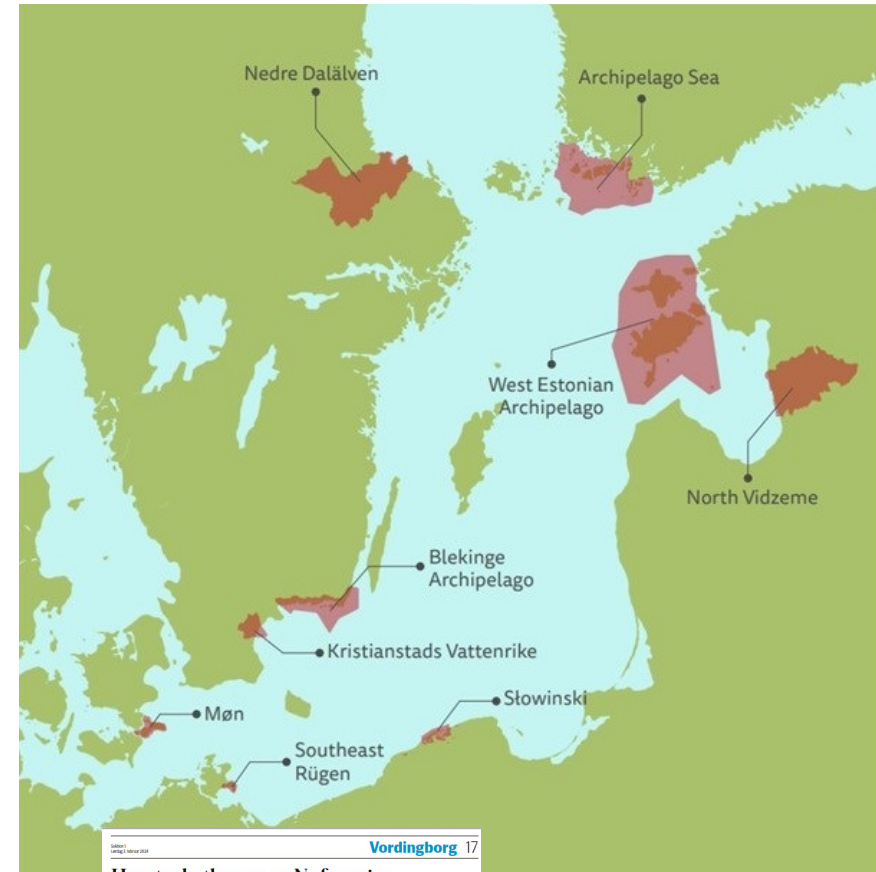 Nedre Dalälven
Archipelago Sea
West Estonian
Archipelago
North Vidzeme
Blekinge
Archipelago
Kristianstads Vattenrike
Møn
Słowinski
Southeast
Rügen
Vordingborg 17